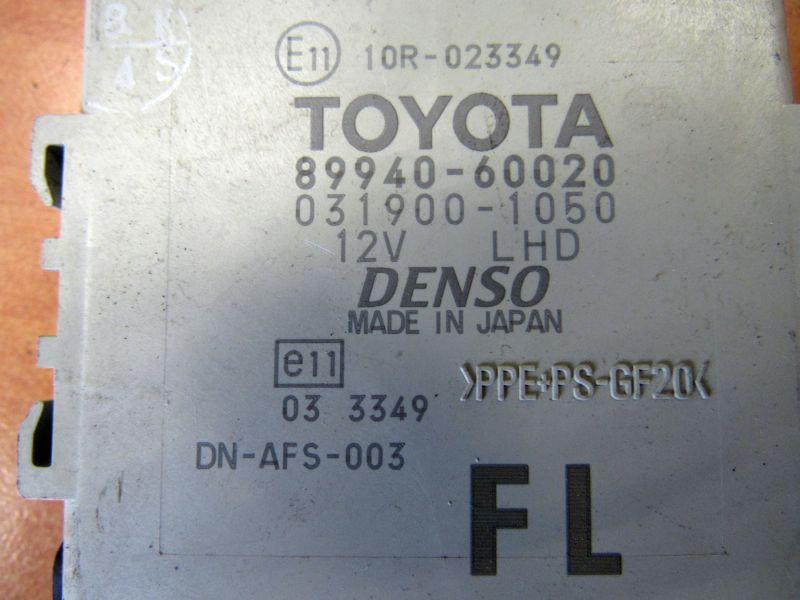 8 K
A S
E11 10R-023349
TOYOTA
89940-60020
031900-1050
12V LHD
DENSO
MADE IN JAPAN
e11
>PPE+PS-GF20<
03 3349
DN-AFS-003
FL